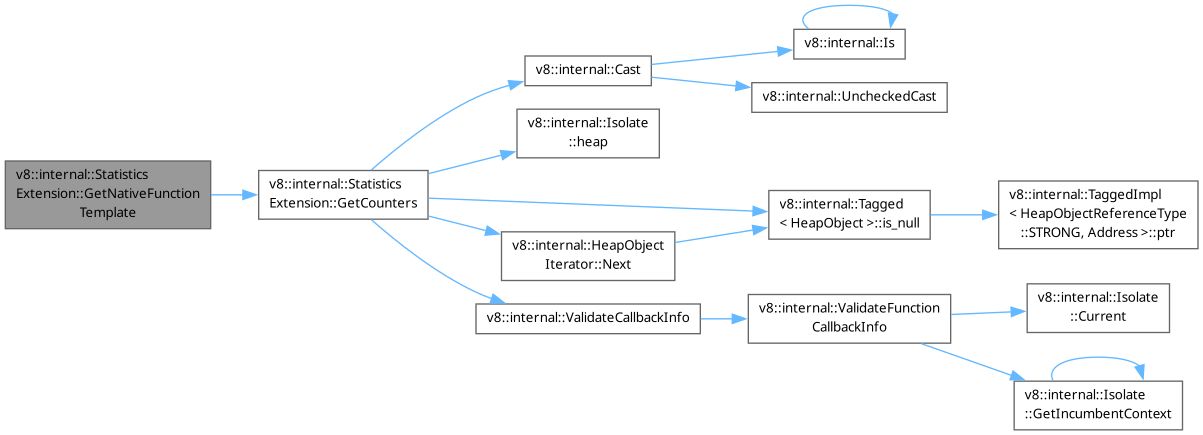 v8::internal::Statistics
Extension::GetNativeFunction
Template
v8::internal::Statistics
Extension::GetCounters
v8::internal::Cast
v8::internal::Is
v8::internal::UncheckedCast
v8::internal::Isolate
::heap
v8::internal::Tagged
< HeapObject >::is_null
v8::internal::TaggedImpl
< HeapObjectReferenceType
::STRONG, Address >::ptr
v8::internal::HeapObject
Iterator::Next
v8::internal::ValidateCallbackInfo
v8::internal::ValidateFunction
CallbackInfo
v8::internal::Isolate
::Current
v8::internal::Isolate
::GetIncumbentContext